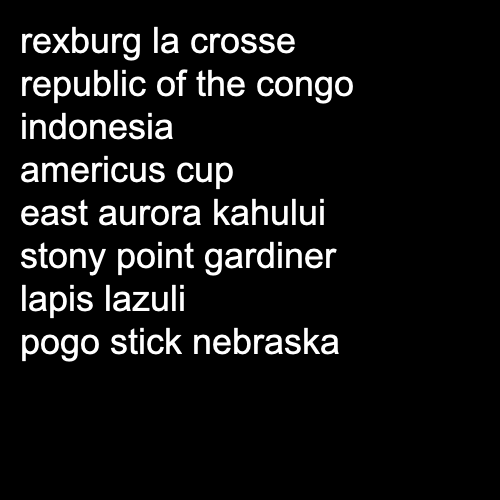 rexburg la crosse
republic of the congo
indonesia
americus cup
east aurora kahului
stony point gardiner
lapis lazuli
pogo stick nebraska